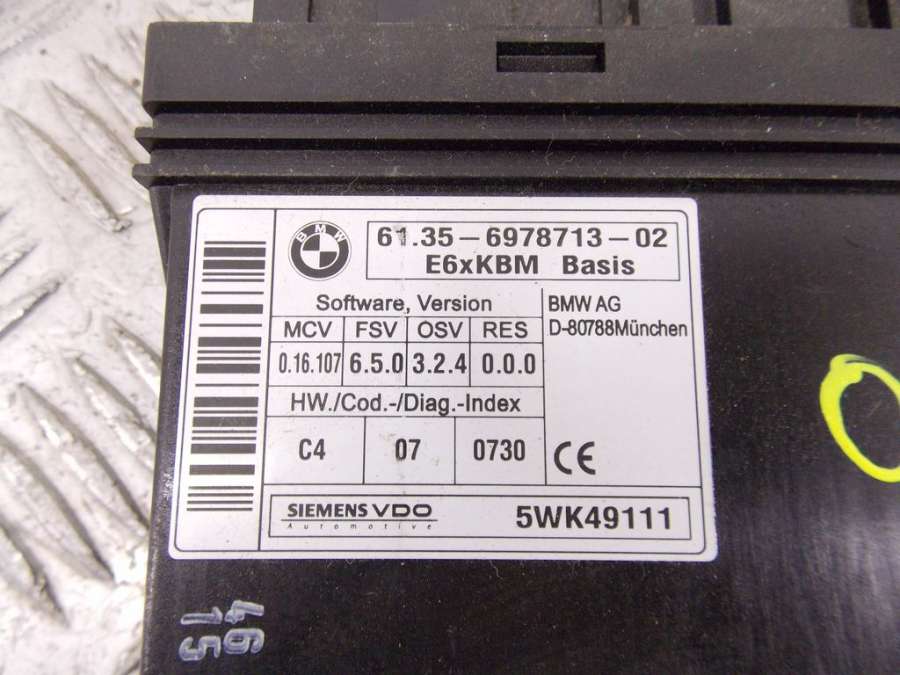 BMW
61.35-6978713-02
E6xKBM Basis
Software, Version
MCV FSV OSV RES
0.16.107 6.5.0 3.2.4 0.0.0
HW./Cod.-/Diag.-Index
C4 07 0730
BMW AG
D-80788München
CE
SIEMENS VDO
Automotive
5WK49111
46
15